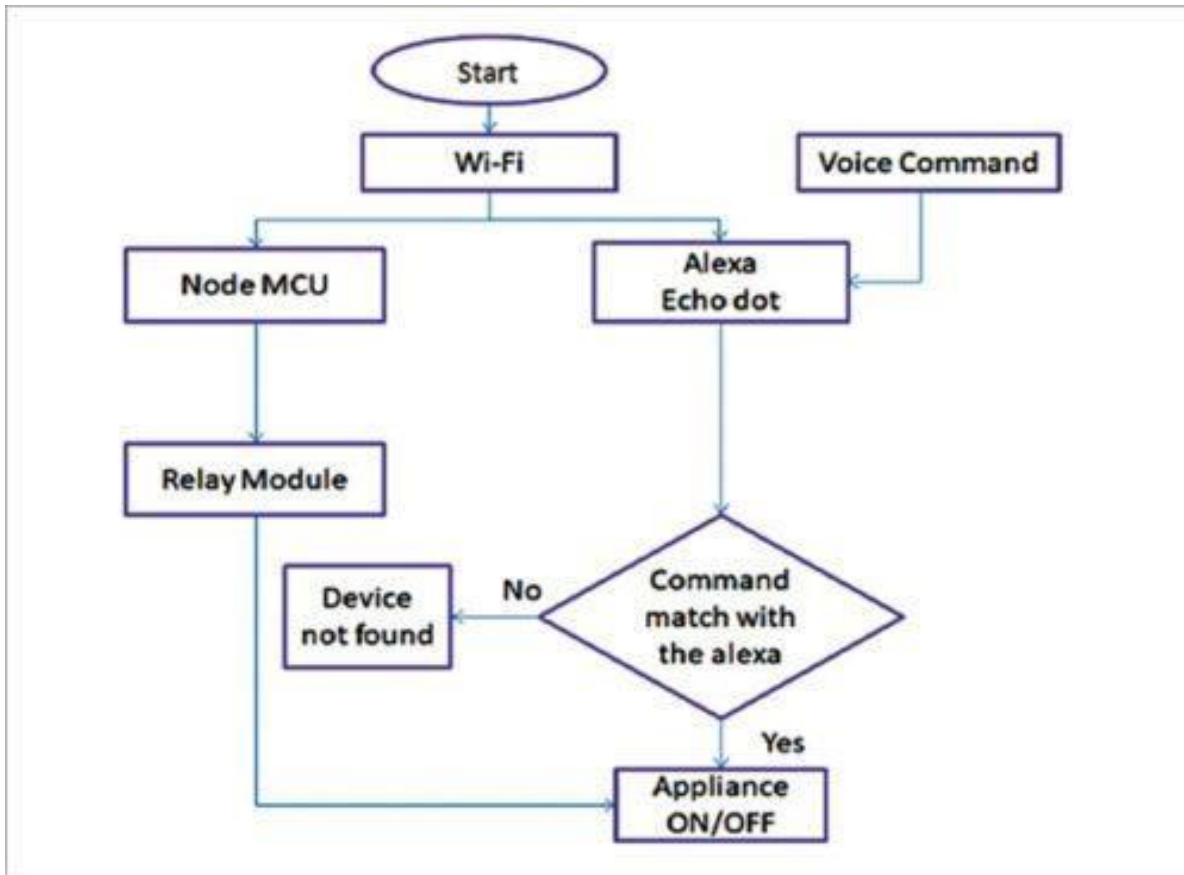 Start
Wi-Fi
Voice Command
Node MCU
Alexa
Echo dot
Relay Module
Device
not found
No
Command
match with
the alexa
Yes
Appliance
ON/OFF